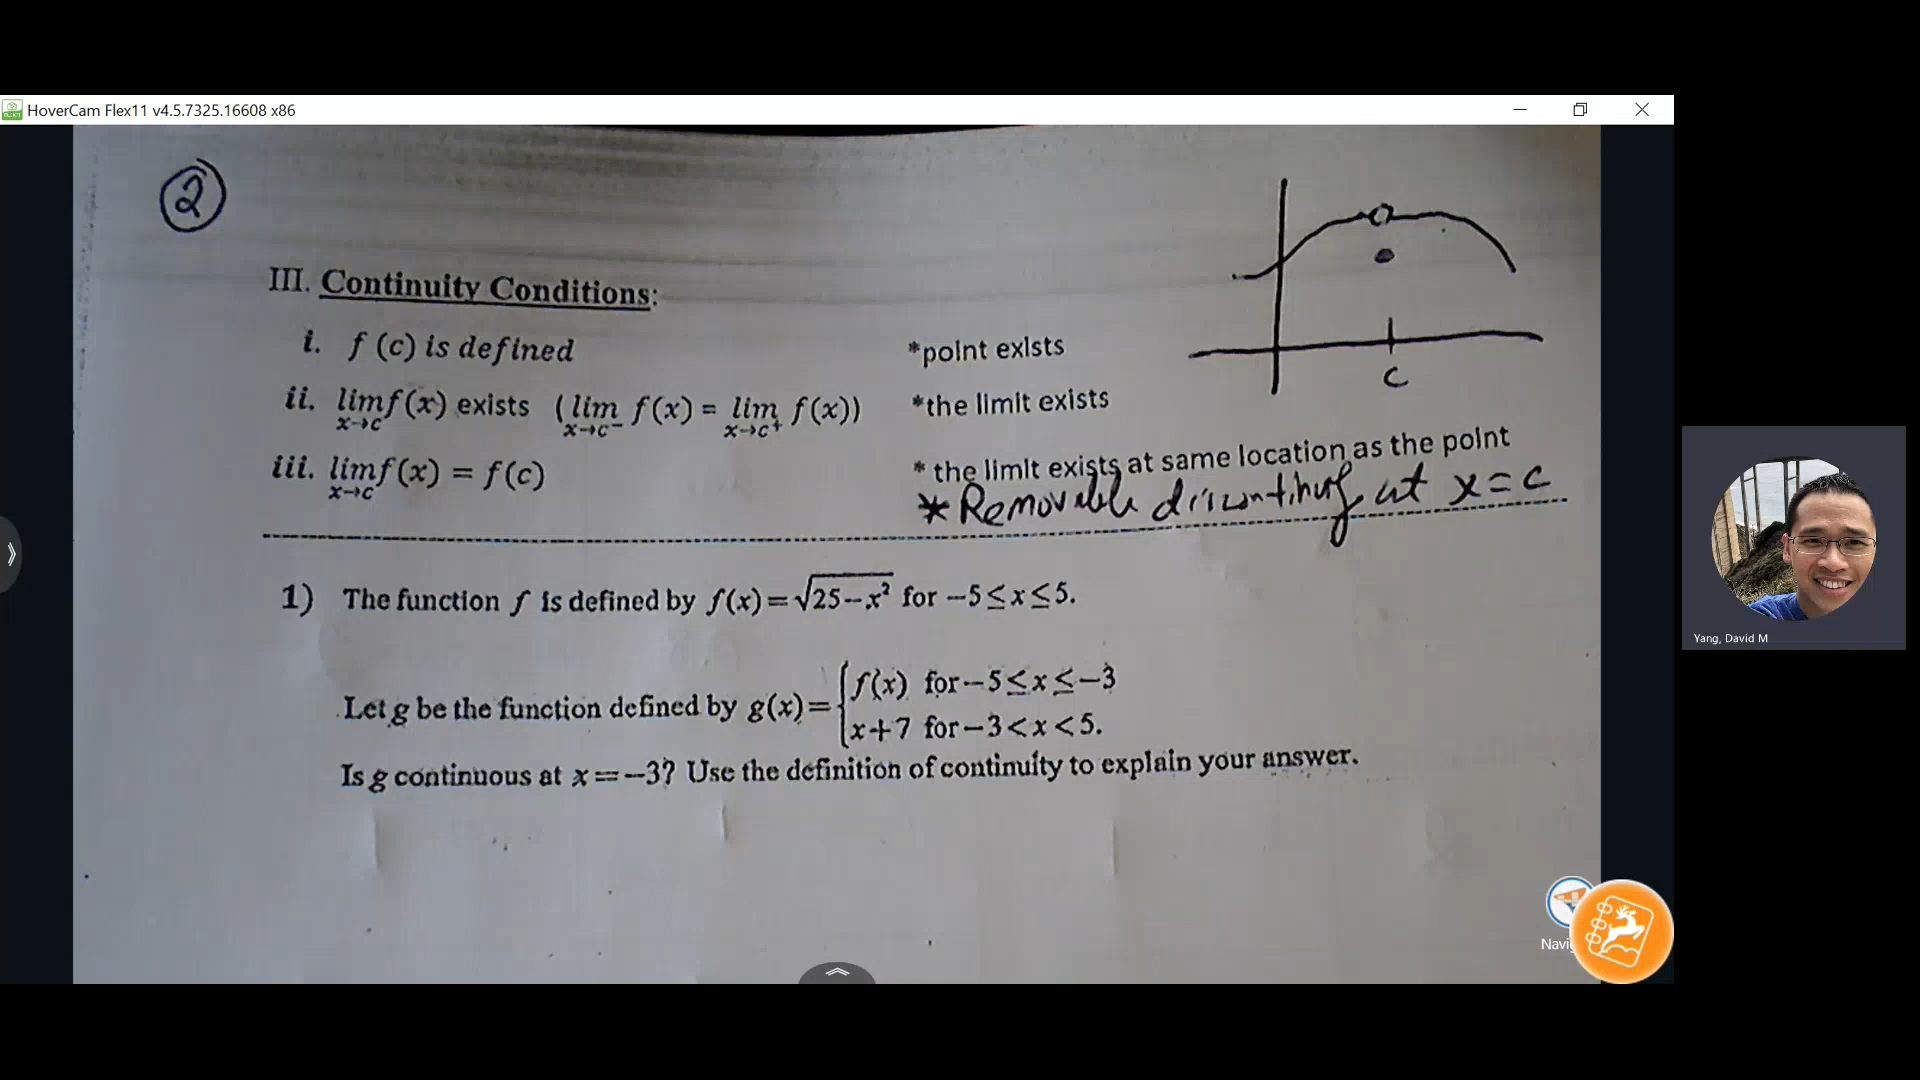 HoverCam Flex11 v4.5.7325.16608 x86
2
III. Continuity Conditions:
i. f (c) is defined *point exists
ii. lim x→c f(x) exists (lim x→c⁻ f(x) = lim x→c⁺ f(x)) *the limit exists
iii. lim x→c f(x) = f(c) * the limit exists at same location as the point
* Removable discontinuity at x = c
c
1) The function f is defined by f(x)=√25−x² for −5≤x≤5.
Let g be the function defined by g(x)={f(x) for −5≤x≤−3
x+7 for −3<x<5.
Is g continuous at x=−3? Use the definition of continuity to explain your answer.
Yang, David M